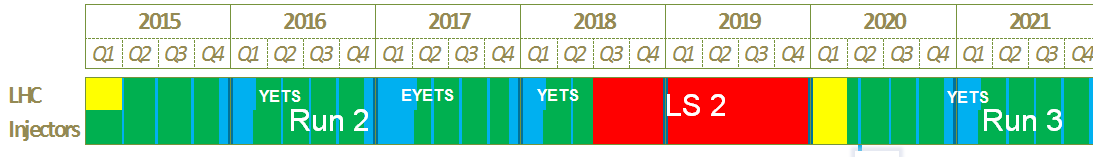 2015 2016 2017 2018 2019 2020 2021
Q1 Q2 Q3 Q4 Q1 Q2 Q3 Q4 Q1 Q2 Q3 Q4 Q1 Q2 Q3 Q4 Q1 Q2 Q3 Q4 Q1 Q2 Q3 Q4 Q1 Q2 Q3 Q4
LHC YETS EYETS YETS LS 2 YETS
Injectors Run 2 Run 3